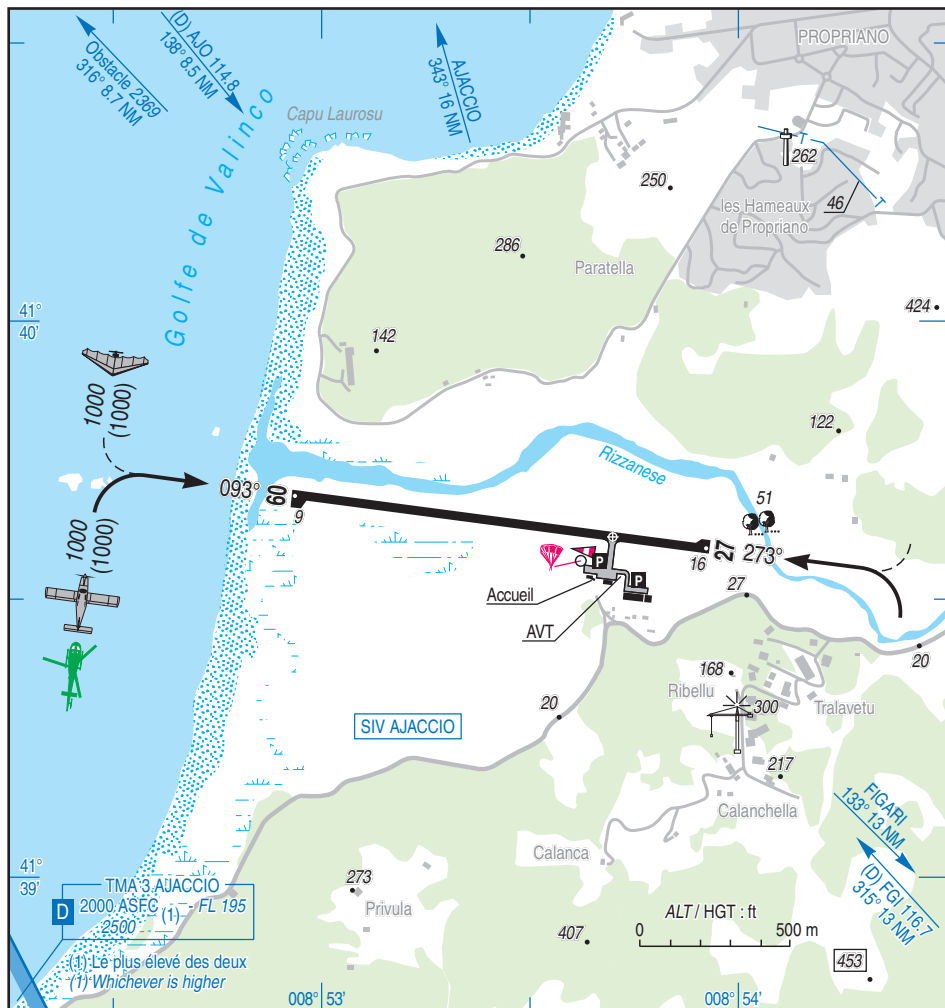 (D) AJO 114.8
138° 8.5 NM
Obstacle 2369
316° 8.7 NM
AJACCIO
343° 16 NM
PROPRIANO
Capu Laurosu
Golfe de Valinco
T
262
T
46
250
les Hameaux
de Propriano
286
Paratella
424
41°
40'
142
1000
(1000)
122
Rizzanese
093°
09
9
51
16
27
273°
1000
(1000)
P
P
Accueil
AVT
27
20
168
Ribellu
300
Tralavetu
20
SIV AJACCIO
217
Calanchella
FIGARI
133° 13 NM
(D) FGI 116.7
315° 13 NM
Calanca
41°
39'
TMA 3 AJACCIO
D
2000 ASFC (1) - FL 195
2500
273
Privula
ALT / HGT : ft
0 500 m
407
453
(1) Le plus élevé des deux
(1) Whichever is higher
008° 53'
008° 54'